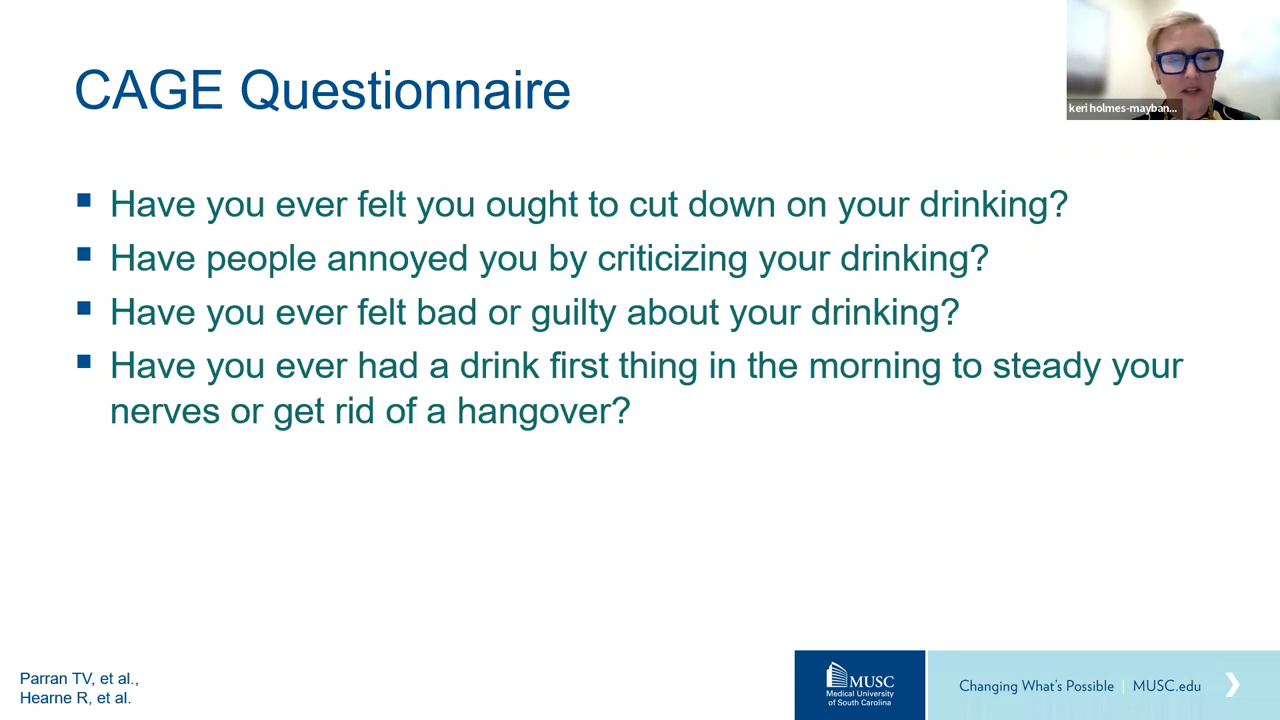 keri holmes-mayban...
CAGE Questionnaire
Have you ever felt you ought to cut down on your drinking?
Have people annoyed you by criticizing your drinking?
Have you ever felt bad or guilty about your drinking?
Have you ever had a drink first thing in the morning to steady your
nerves or get rid of a hangover?
Parran TV, et al.,
Hearne R, et al.
MUSC
Medical University
of South Carolina
Changing What's Possible | MUSC.edu